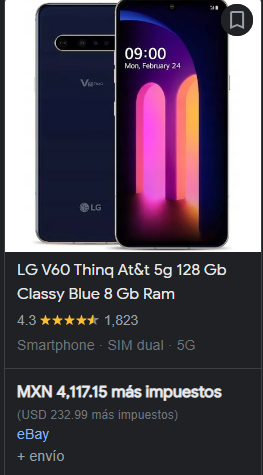 09:00
Mon, February 24
V60 ThinQ
LG
LG V60 Thinq At&t 5g 128 Gb
Classy Blue 8 Gb Ram
4.3 ★★★★★ 1,823
Smartphone · SIM dual · 5G
MXN 4,117.15 más impuestos
(USD 232.99 más impuestos)
eBay
+ envío